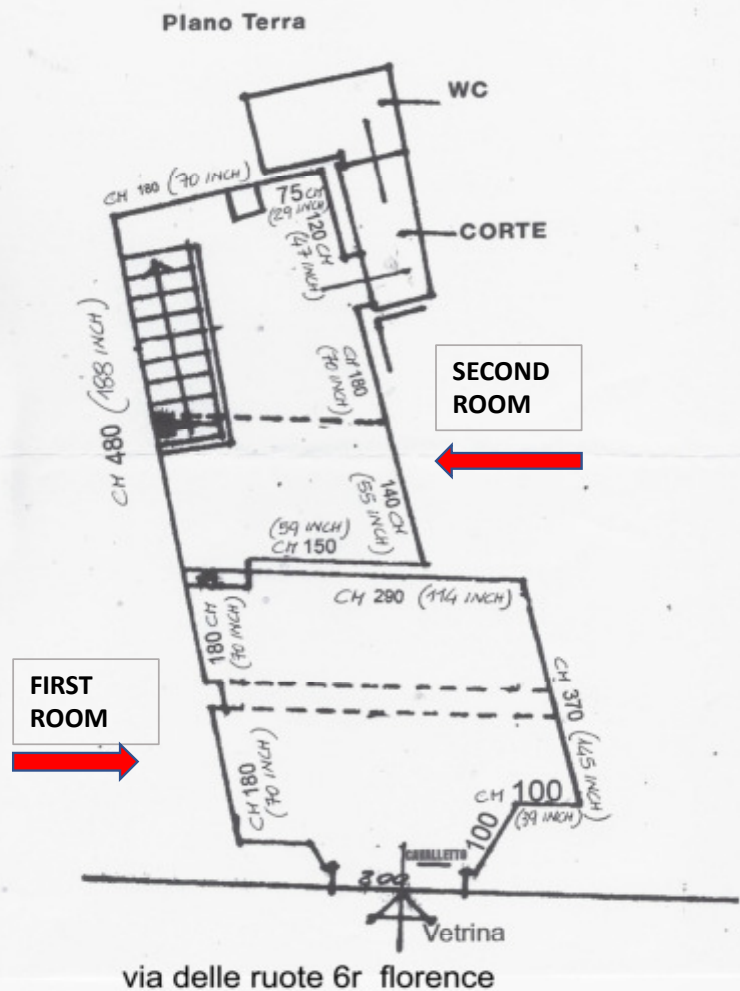 Piano Terra
WC
CM 180 (70 INCH)
75 CM
(29 INCH)
120 CM
(47 INCH)
CORTE
CM 480 (188 INCH)
CM 180
(70 INCH)
SECOND
ROOM
140 CM
(55 INCH)
(59 INCH)
CM 150
CM 290 (114 INCH)
180 CM
(70 INCH)
FIRST
ROOM
CM 370 (145 INCH)
CM 180
(70 INCH)
CM 100
(39 INCH)
100
CAVALLETTO
200
Vetrina
via delle ruote 6r florence